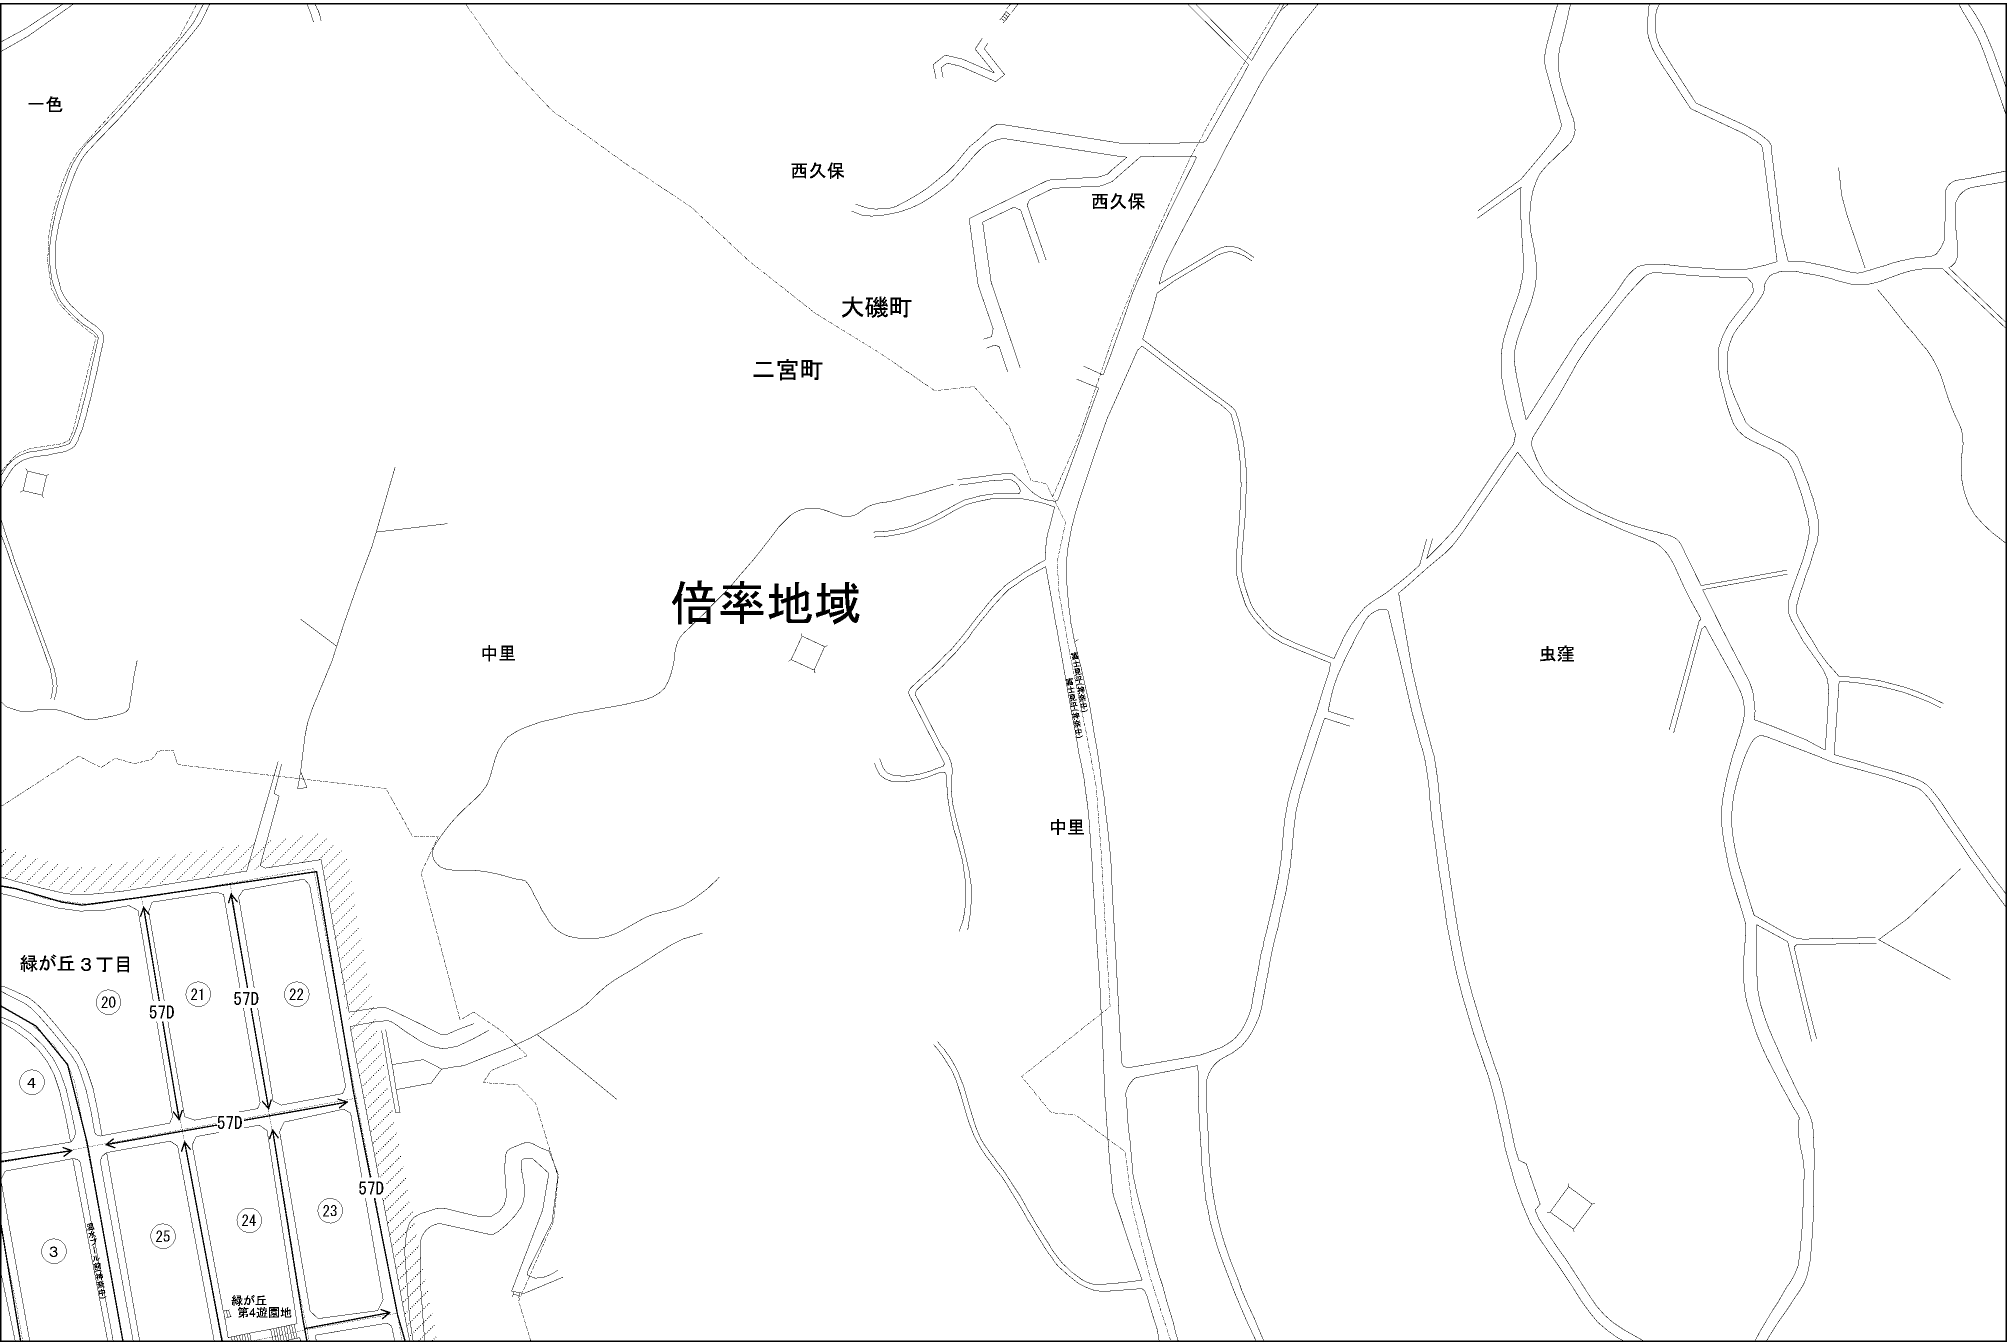 一色
西久保
西久保
大磯町
二宮町
倍率地域
中里
虫窪
中里
緑が丘３丁目
20
21
22
57D
57D
4
57D
57D
3
25
24
23
緑が丘
第4遊園地